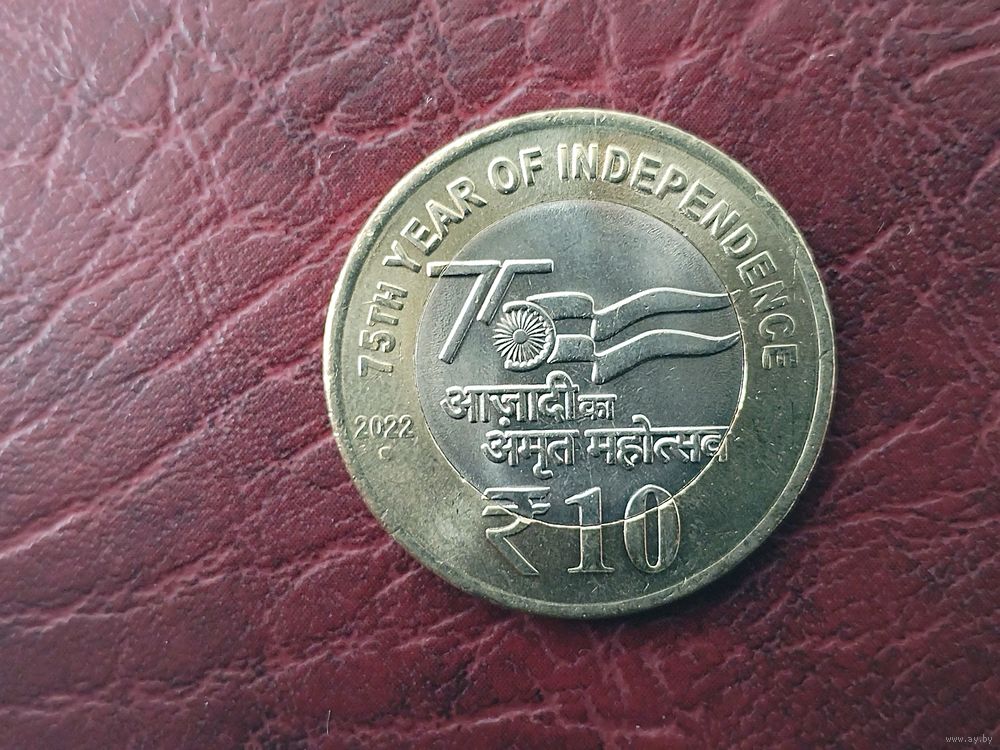 75TH YEAR OF INDEPENDENCE
75
आज़ादी का
अमृत महोत्सव
2022
₹ 10
www.ay.by